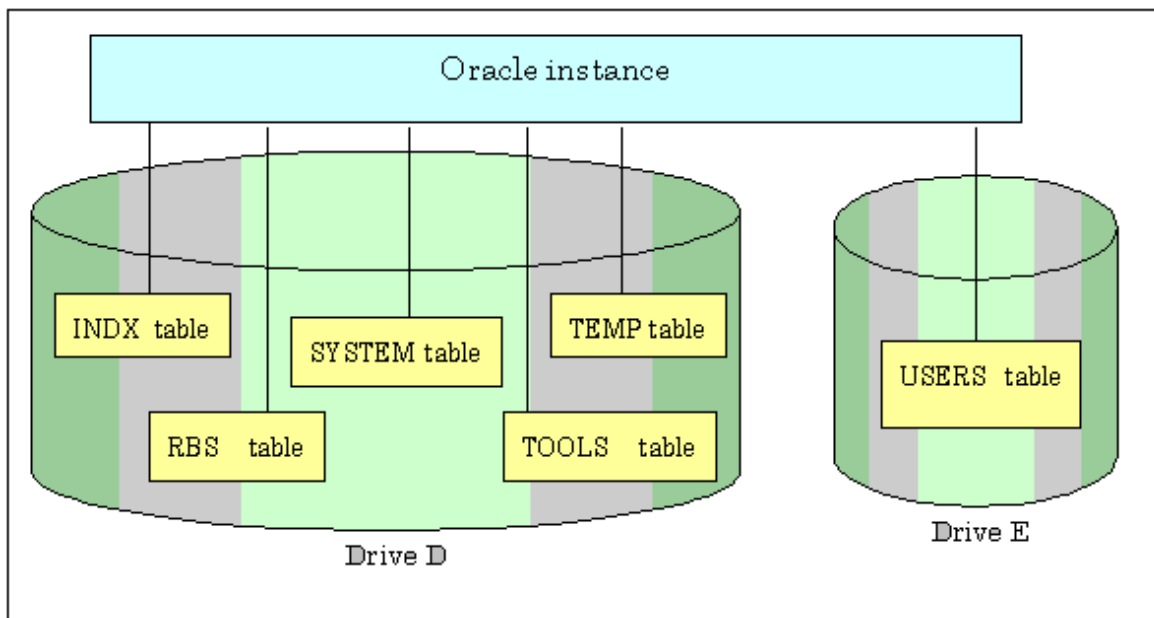 Oracle instance
INDX table
SYSTEM table
TEMP table
USERS table
RBS table
TOOLS table
Drive D
Drive E